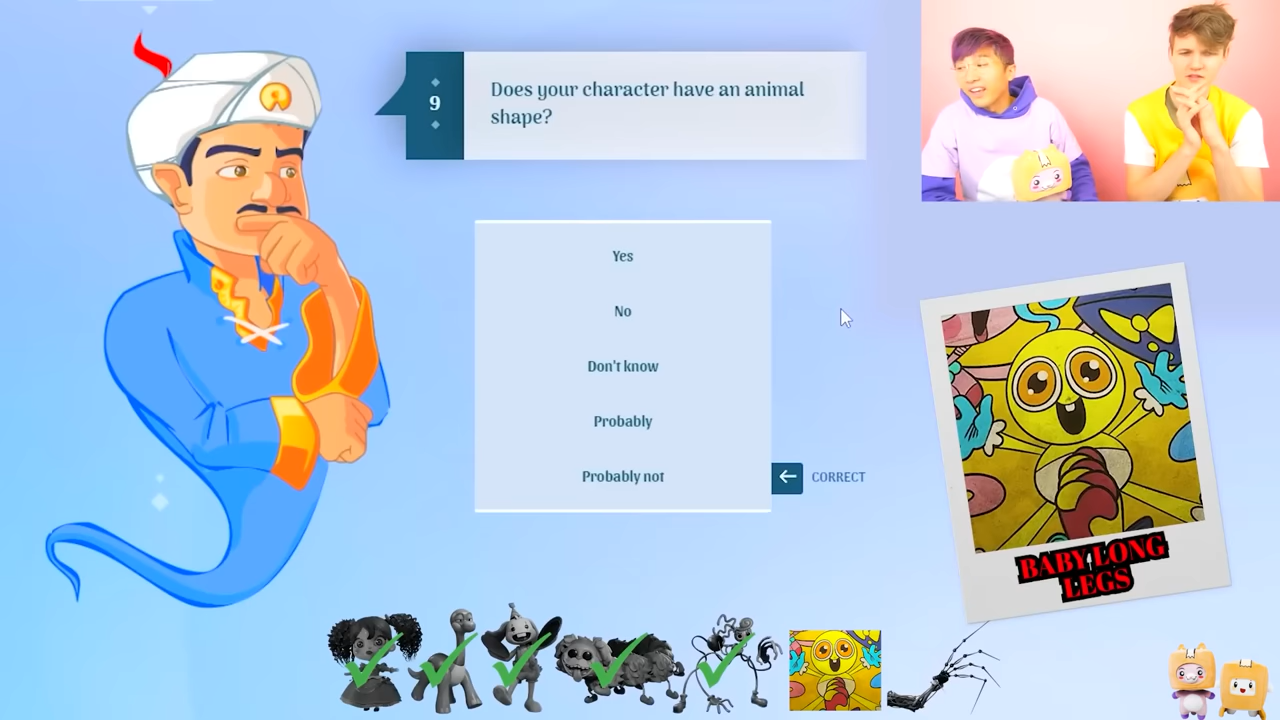 9
Does your character have an animal
shape?
Yes
No
Don't know
Probably
Probably not
CORRECT
BABY LONG
LEGS